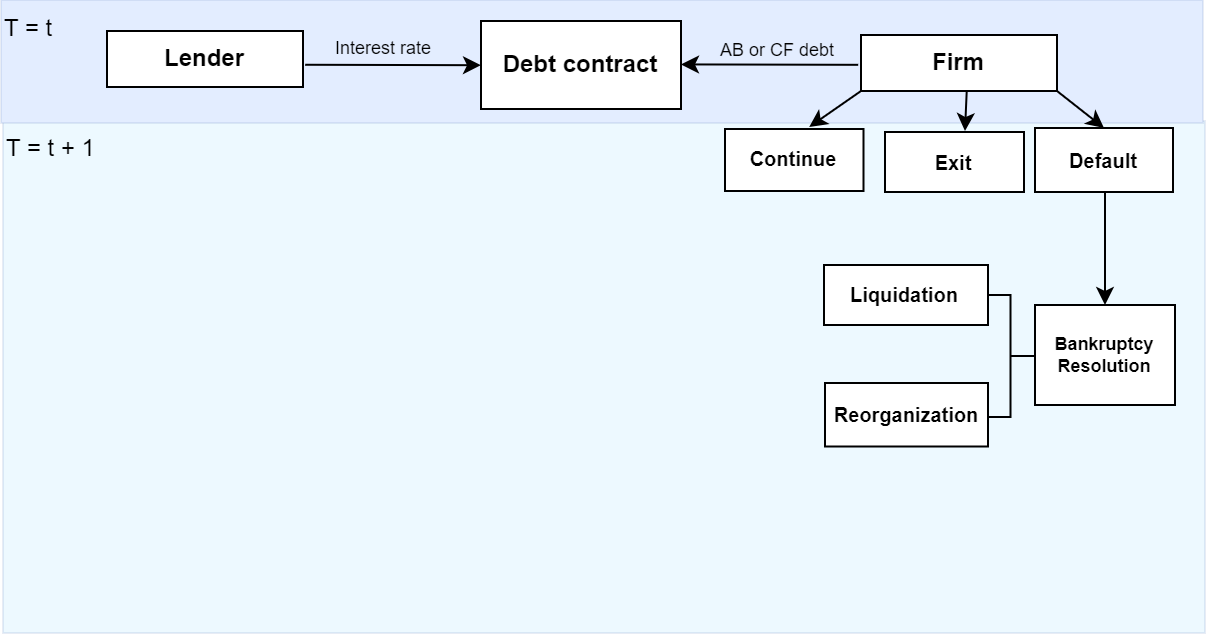 T = t
Lender
Interest rate
Debt contract
AB or CF debt
Firm
T = t + 1
Continue
Exit
Default
Liquidation
Bankruptcy
Resolution
Reorganization